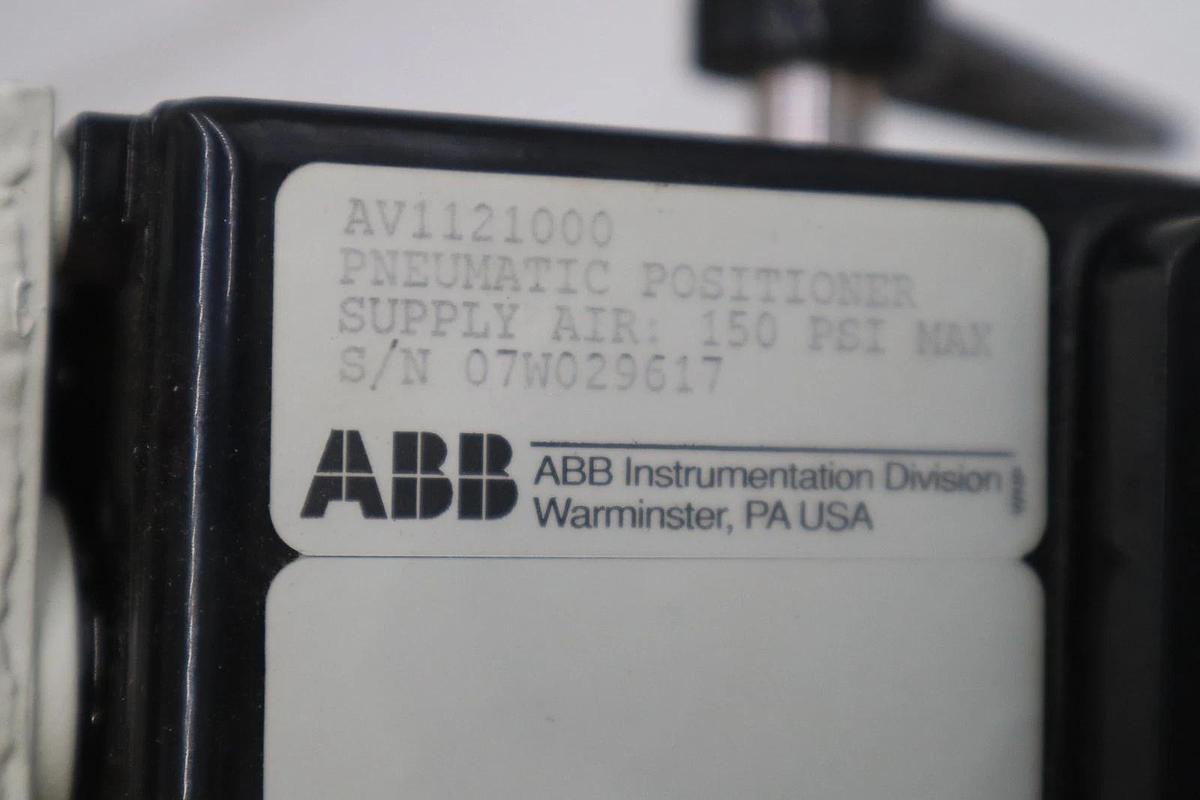 AV1121000
PNEUMATIC POSITIONER
SUPPLY AIR: 150 PSI MAX
S/N 07W029617
ABB
ABB Instrumentation Division
Warminster, PA USA